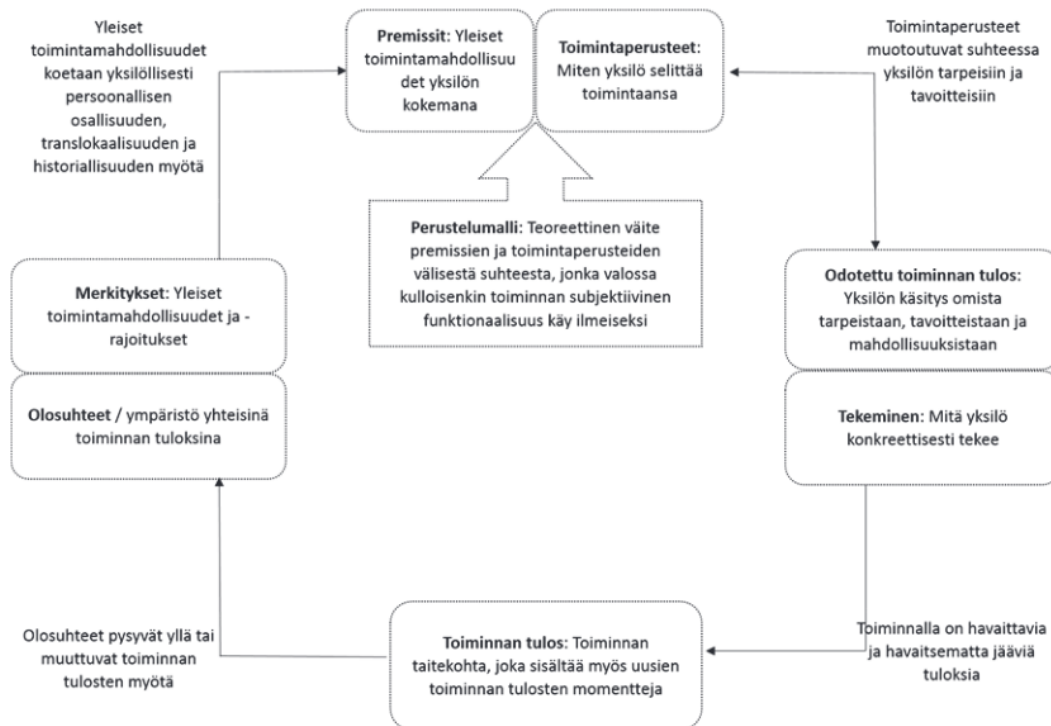 Yleiset
toimintamahdollisuudet
koetaan yksilöllisesti
persoonallisen
osallisuuden,
translokaalisuuden ja
historiallisuuden myötä
Premissit: Yleiset
toimintamahdollisuu
det yksilön
kokemana
Toimintaperusteet:
Miten yksilö selittää
toimintaansa
Toimintaperusteet
muotoutuvat suhteessa
yksilön tarpeisiin ja
tavoitteisiin
Perustelumalli: Teoreettinen väite
premissien ja toimintaperusteiden
välisestä suhteesta, jonka valossa
kulloisenkin toiminnan subjektiivinen
funktionaalisuus käy ilmeiseksi
Merkitykset: Yleiset
toimintamahdollisuudet ja -
rajoitukset
Odotettu toiminnan tulos:
Yksilön käsitys omista
tarpeistaan, tavoitteistaan ja
mahdollisuuksistaan
Olosuhteet / ympäristö yhteisinä
toiminnan tuloksina
Tekeminen: Mitä yksilö
konkreettisesti tekee
Olosuhteet pysyvät yllä tai
muuttuvat toiminnan
tulosten myötä
Toiminnan tulos: Toiminnan
taitekohta, joka sisältää myös uusien
toiminnan tulosten momentteja
Toiminnalla on havaittavia
ja havaitsematta jääviä
tuloksia